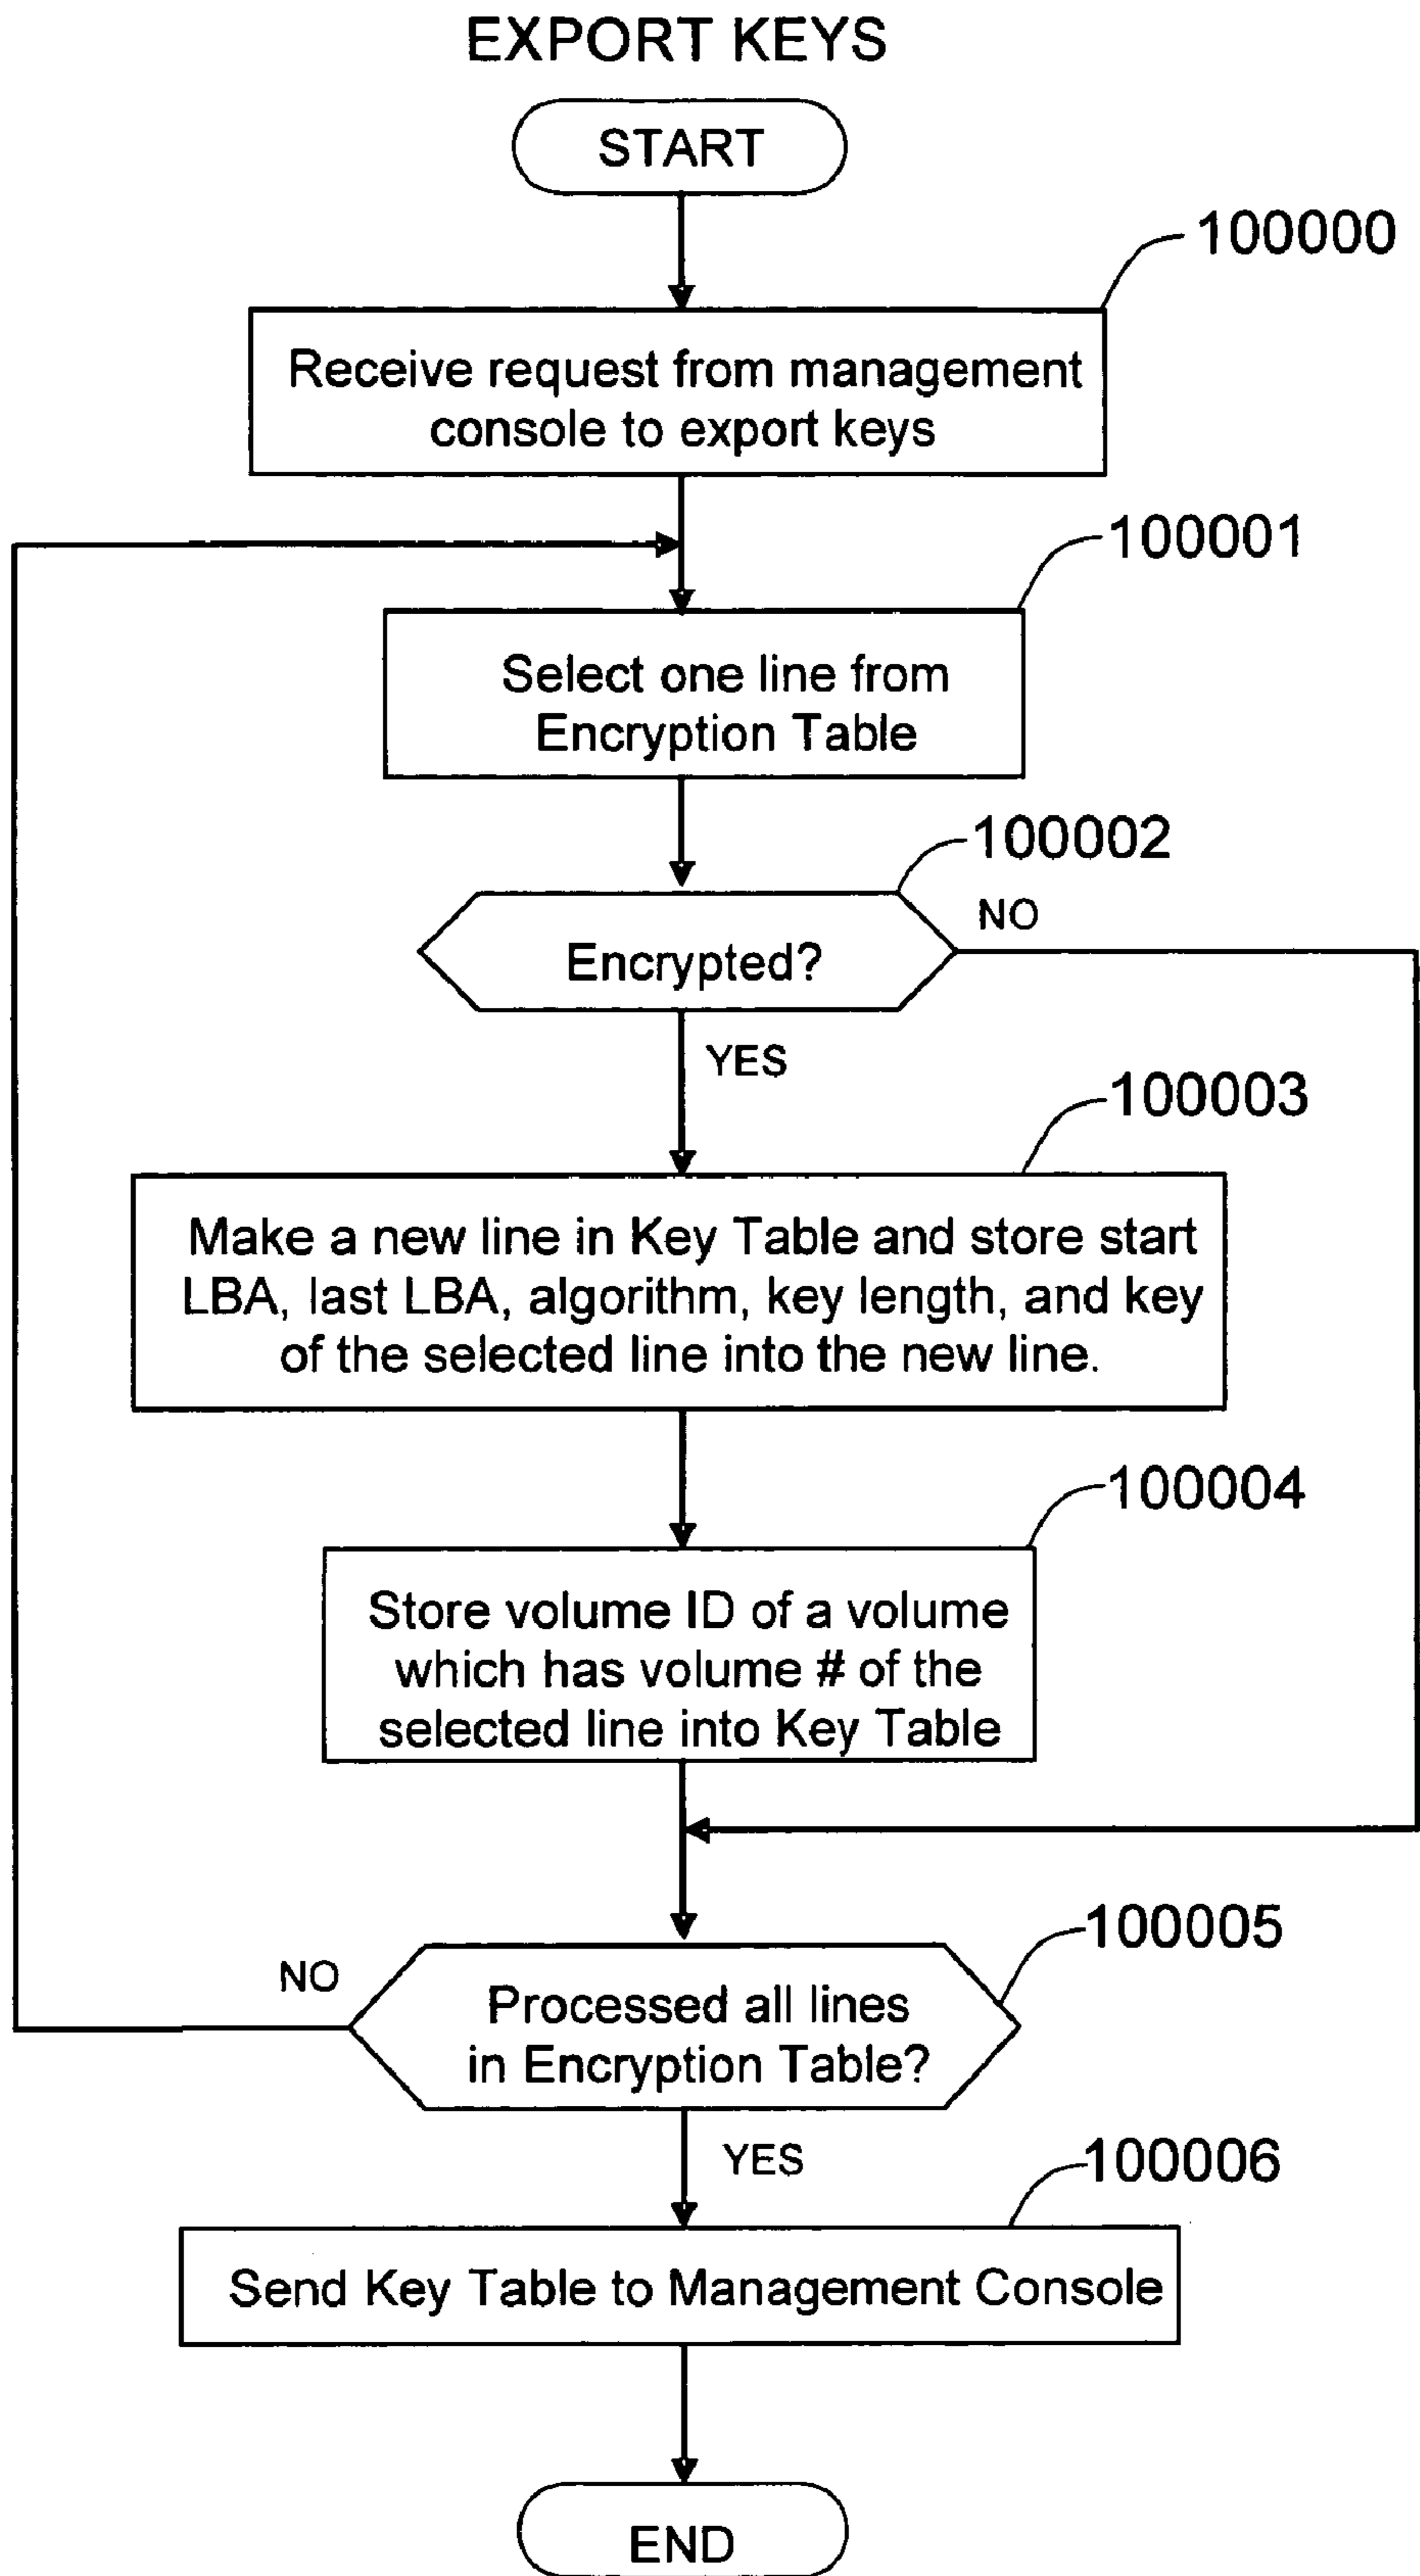 EXPORT KEYS
START
100000
Receive request from management
console to export keys
100001
Select one line from
Encryption Table
100002
NO
Encrypted?
YES
100003
Make a new line in Key Table and store start
LBA, last LBA, algorithm, key length, and key
of the selected line into the new line.
100004
Store volume ID of a volume
which has volume # of the
selected line into Key Table
100005
NO
Processed all lines
in Encryption Table?
YES
100006
Send Key Table to Management Console
END